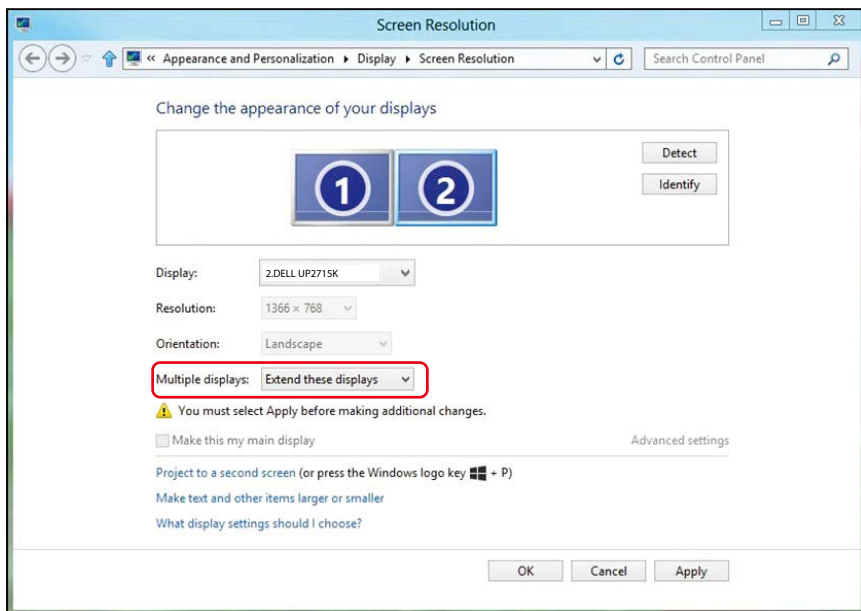 Screen Resolution
« Appearance and Personalization ▸ Display ▸ Screen Resolution Search Control Panel
Change the appearance of your displays
1 2
Detect
Identify
Display: 2.DELL UP2715K
Resolution: 1366 × 768
Orientation: Landscape
Multiple displays: Extend these displays
You must select Apply before making additional changes.
Make this my main display Advanced settings
Project to a second screen (or press the Windows logo key + P)
Make text and other items larger or smaller
What display settings should I choose?
OK Cancel Apply